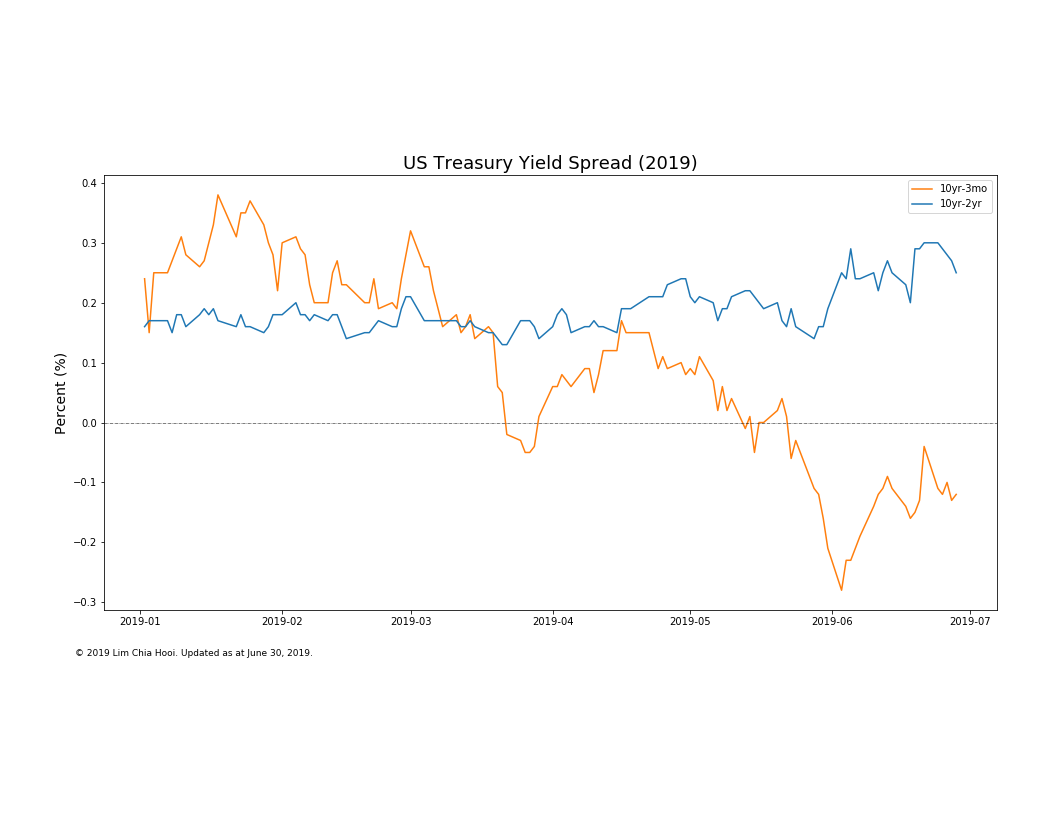 US Treasury Yield Spread (2019)
10yr-3mo
10yr-2yr
Percent (%)
0.4
0.3
0.2
0.1
0.0
−0.1
−0.2
−0.3
2019-01 2019-02 2019-03 2019-04 2019-05 2019-06 2019-07
© 2019 Lim Chia Hooi. Updated as at June 30, 2019.